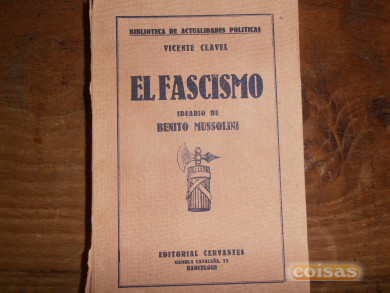 BIBLIOTECA DE ACTUALIDADES POLITICAS
VICENTE CLAVEL
EL FASCISMO
IDEARIO DE
BENITO MUSSOLINI
EDITORIAL CERVANTES
RAMBLA CATALUÑA, 72
BARCELONA
coisas